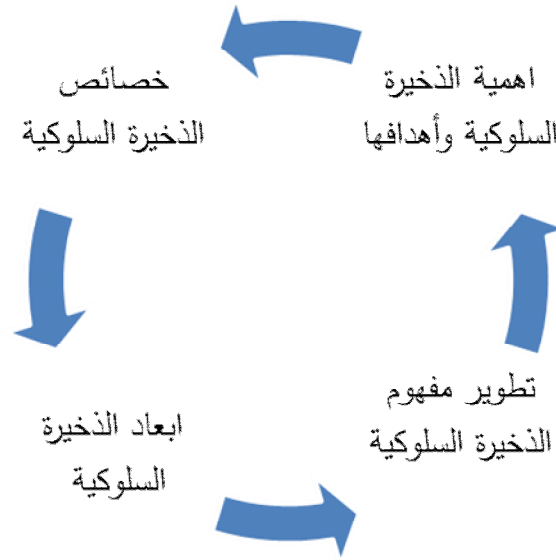 اهمية الذخيرة
السلوكية وأهدافها
خصائص
الذخيرة السلوكية
ابعاد الذخيرة
السلوكية
تطوير مفهوم
الذخيرة السلوكية